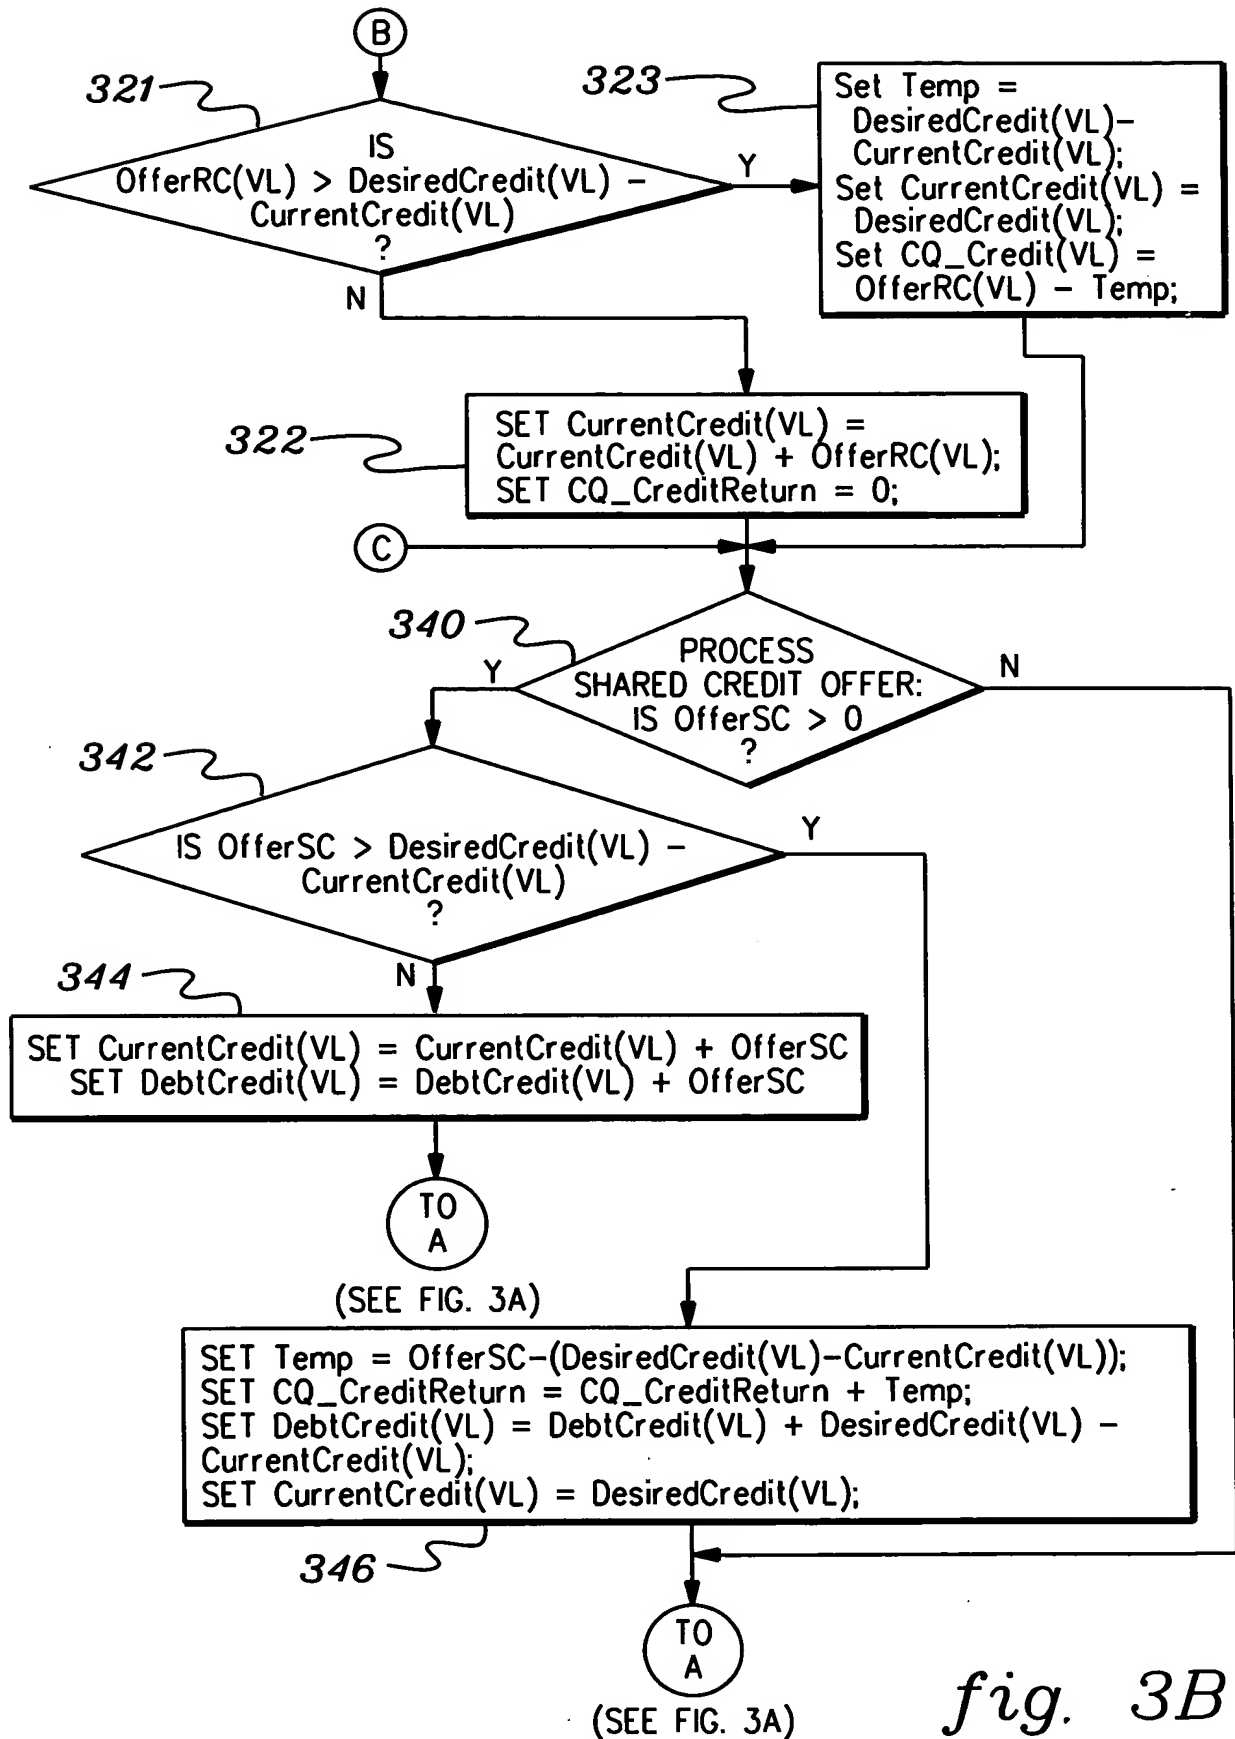 B
321
IS
OfferRC(VL) > DesiredCredit(VL) –
CurrentCredit(VL)
?
Y
N
323
Set Temp =
DesiredCredit(VL)–
CurrentCredit(VL);
Set CurrentCredit(VL) =
DesiredCredit(VL);
Set CQ_Credit(VL) =
OfferRC(VL) – Temp;
322
SET CurrentCredit(VL) =
CurrentCredit(VL) + OfferRC(VL);
SET CQ_CreditReturn = 0;
C
340
PROCESS
SHARED CREDIT OFFER:
IS OfferSC > 0
?
Y
N
342
IS OfferSC > DesiredCredit(VL) –
CurrentCredit(VL)
?
Y
N
344
SET CurrentCredit(VL) = CurrentCredit(VL) + OfferSC
SET DebtCredit(VL) = DebtCredit(VL) + OfferSC
TO
A
(SEE FIG. 3A)
SET Temp = OfferSC–(DesiredCredit(VL)–CurrentCredit(VL));
SET CQ_CreditReturn = CQ_CreditReturn + Temp;
SET DebtCredit(VL) = DebtCredit(VL) + DesiredCredit(VL) –
CurrentCredit(VL);
SET CurrentCredit(VL) = DesiredCredit(VL);
346
TO
A
(SEE FIG. 3A)
fig. 3B